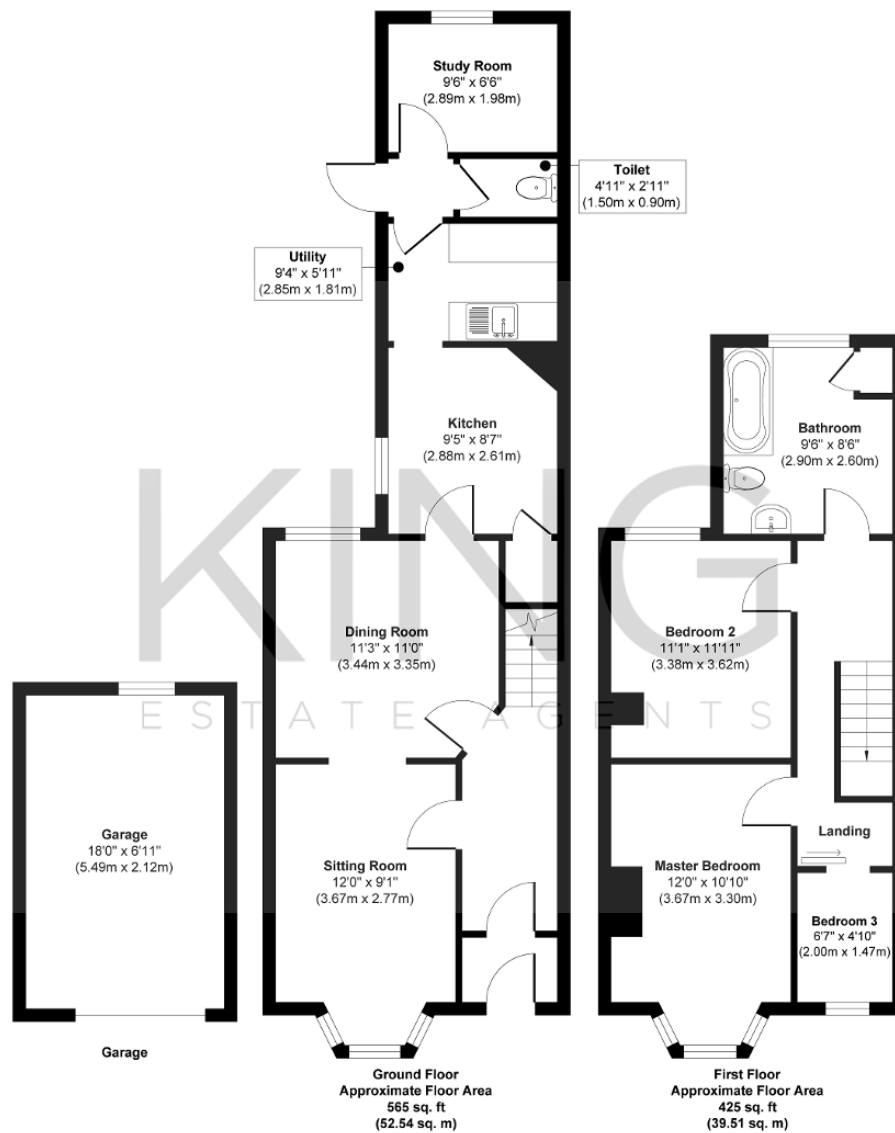 Study Room
9'6" x 6'6"
(2.89m x 1.98m)
Toilet
4'11" x 2'11"
(1.50m x 0.90m)
Utility
9'4" x 5'11"
(2.85m x 1.81m)
Kitchen
9'5" x 8'7"
(2.88m x 2.61m)
Bathroom
9'6" x 8'6"
(2.90m x 2.60m)
KING
ESTATE AGENTS
Dining Room
11'3" x 11'0"
(3.44m x 3.35m)
Bedroom 2
11'1" x 11'11"
(3.38m x 3.62m)
Garage
18'0" x 6'11"
(5.49m x 2.12m)
Sitting Room
12'0" x 9'1"
(3.67m x 2.77m)
Master Bedroom
12'0" x 10'10"
(3.67m x 3.30m)
Landing
Bedroom 3
6'7" x 4'10"
(2.00m x 1.47m)
Garage
Ground Floor
Approximate Floor Area
565 sq. ft
(52.54 sq. m)
First Floor
Approximate Floor Area
425 sq. ft
(39.51 sq. m)